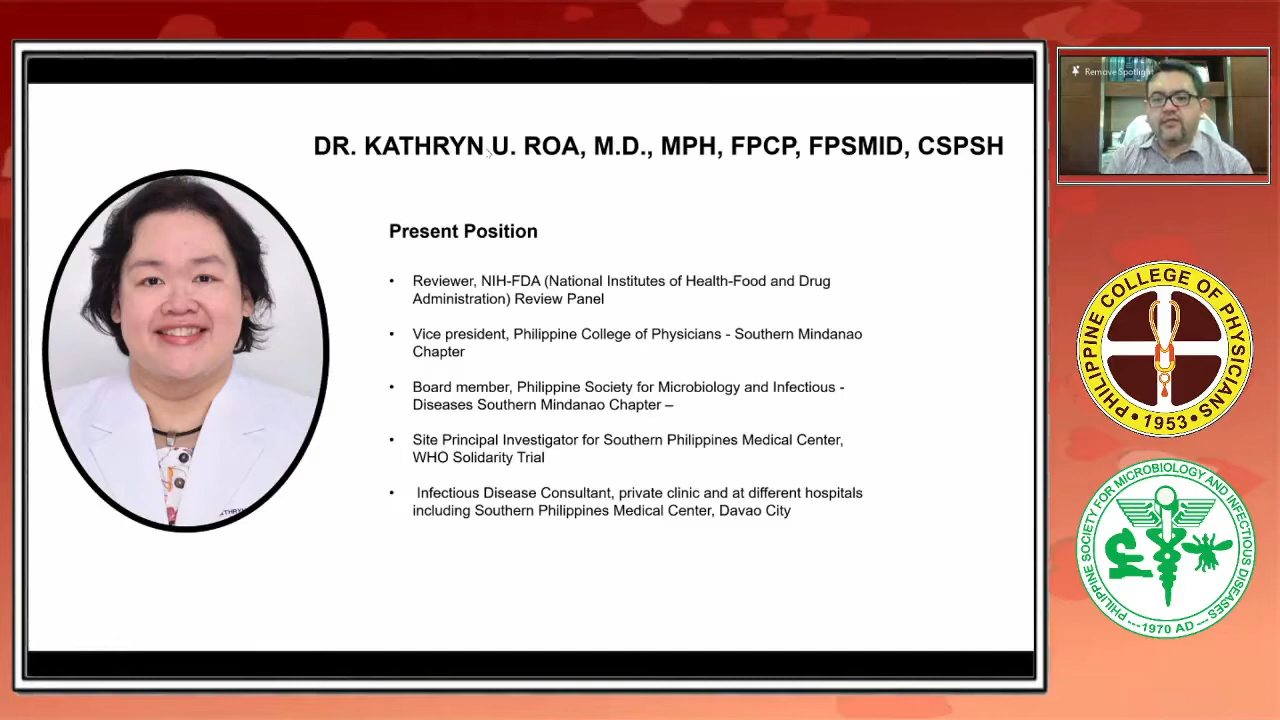 Remove Spotlight
DR. KATHRYN U. ROA, M.D., MPH, FPCP, FPSMID, CSPSH
Present Position
• Reviewer, NIH-FDA (National Institutes of Health-Food and Drug
Administration) Review Panel
• Vice president, Philippine College of Physicians - Southern Mindanao
Chapter
• Board member, Philippine Society for Microbiology and Infectious -
Diseases Southern Mindanao Chapter –
• Site Principal Investigator for Southern Philippines Medical Center,
WHO Solidarity Trial
• Infectious Disease Consultant, private clinic and at different hospitals
including Southern Philippines Medical Center, Davao City
PHILIPPINE COLLEGE OF PHYSICIANS
• 1953 •
PHILIPPINE SOCIETY FOR MICROBIOLOGY AND INFECTIOUS DISEASES
---1970 AD---